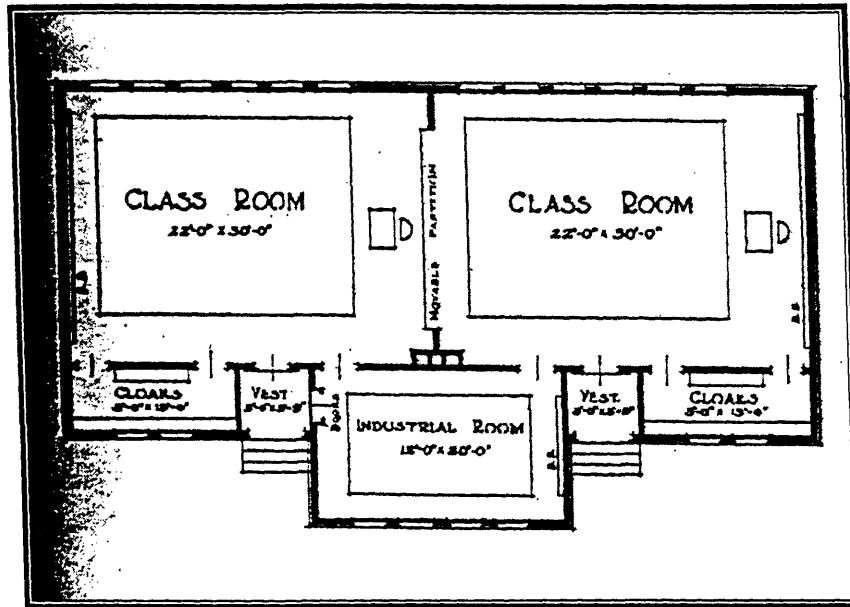 CLASS ROOM
22'-0" X 30'-0"
MOVABLE PARTITION
CLASS ROOM
22'-0" X 30'-0"
B.B.
B.B.
CLOAKS
VEST.
BOOKS
INDUSTRIAL ROOM
B.B.
VEST.
CLOAKS